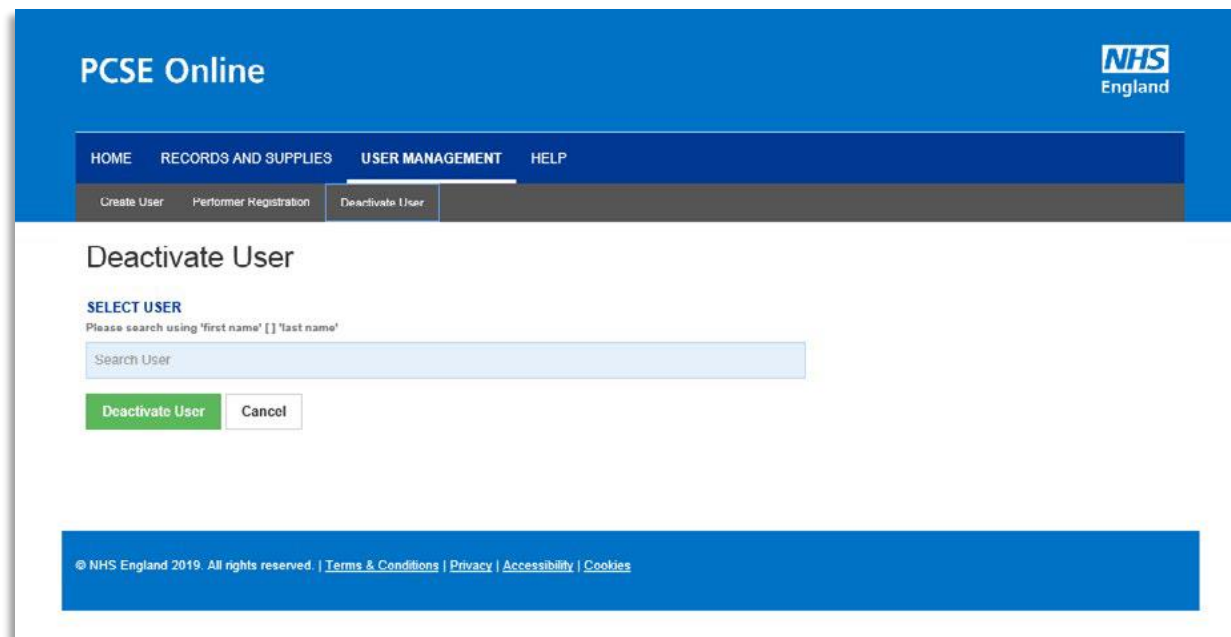 PCSE Online
NHS
England
HOME RECORDS AND SUPPLIES USER MANAGEMENT HELP
Create User Performer Registration Deactivate User
Deactivate User
SELECT USER
Please search using 'first name' [ ] 'last name'
Search User
Deactivate User Cancel
© NHS England 2019. All rights reserved. | Terms & Conditions | Privacy | Accessibility | Cookies